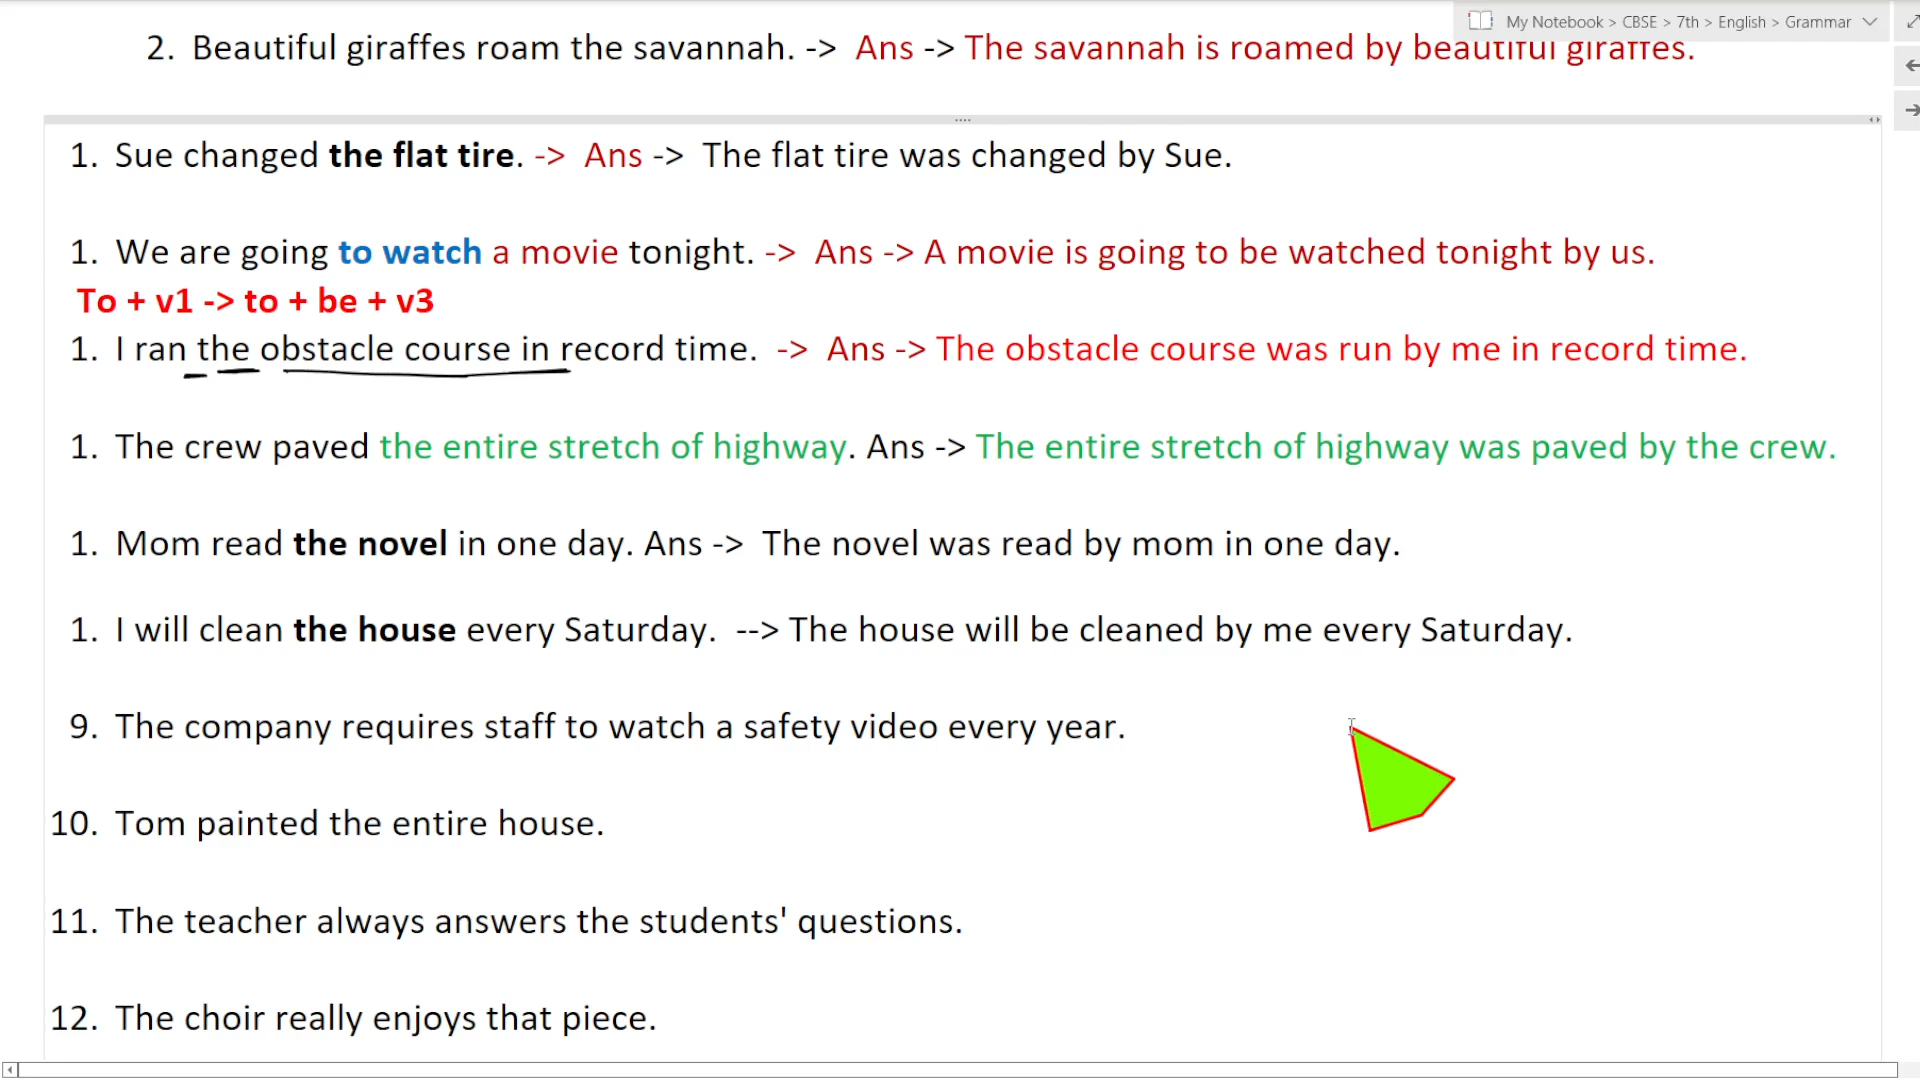 My Notebook > CBSE > 7th > English > Grammar
2. Beautiful giraffes roam the savannah. -> Ans -> The savannah is roamed by beautiful giraffes.
1. Sue changed the flat tire. -> Ans -> The flat tire was changed by Sue.
1. We are going to watch a movie tonight. -> Ans -> A movie is going to be watched tonight by us.
To + v1 -> to + be + v3
1. I ran the obstacle course in record time. -> Ans -> The obstacle course was run by me in record time.
1. The crew paved the entire stretch of highway. Ans -> The entire stretch of highway was paved by the crew.
1. Mom read the novel in one day. Ans -> The novel was read by mom in one day.
1. I will clean the house every Saturday. --> The house will be cleaned by me every Saturday.
9. The company requires staff to watch a safety video every year.
10. Tom painted the entire house.
11. The teacher always answers the students' questions.
12. The choir really enjoys that piece.